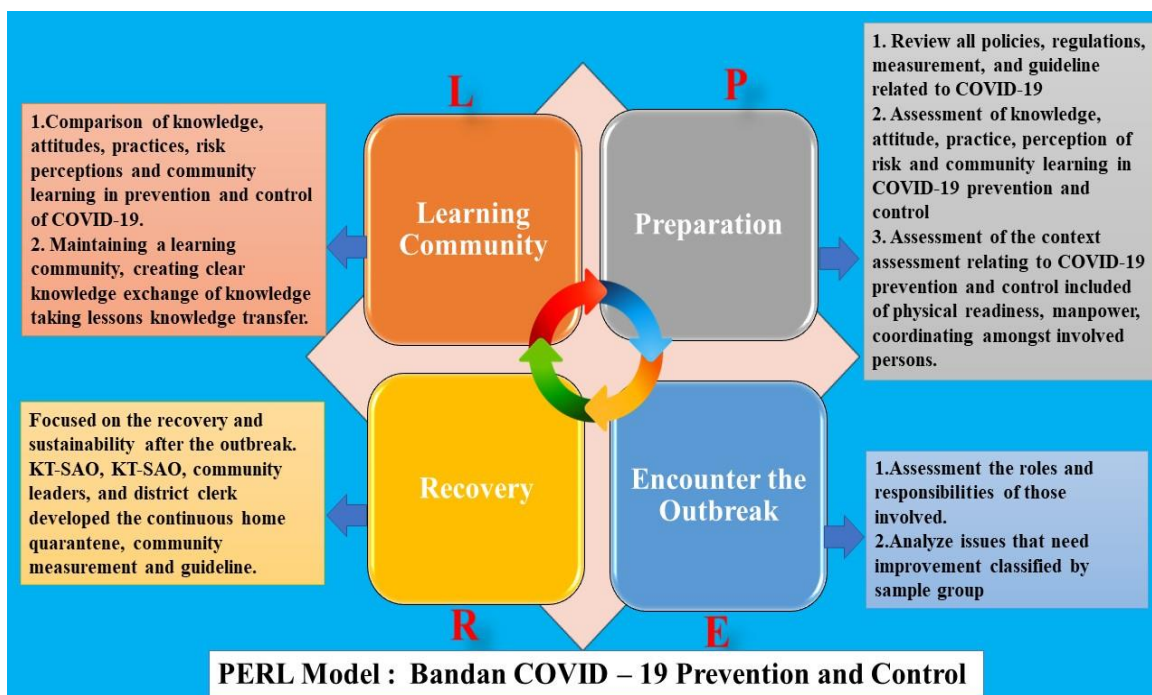 L
P
1.Comparison of knowledge,
attitudes, practices, risk
perceptions and community
learning in prevention and control
of COVID-19.
2. Maintaining a learning
community, creating clear
knowledge exchange of knowledge
taking lessons knowledge transfer.
Learning
Community
Preparation
1. Review all policies, regulations,
measurement, and guideline
related to COVID-19
2. Assessment of knowledge,
attitude, practice, perception of
risk and community learning in
COVID-19 prevention and
control
3. Assessment of the context
assessment relating to COVID-19
prevention and control included
of physical readiness, manpower,
coordinating amongst involved
persons.
Focused on the recovery and
sustainability after the outbreak.
KT-SAO, KT-SAO, community
leaders, and district clerk
developed the continuous home
quarantene, community
measurement and guideline.
Recovery
Encounter the
Outbreak
1.Assessment the roles and
responsibilities of those
involved.
2.Analyze issues that need
improvement classified by
sample group
R
E
PERL Model : Bandan COVID – 19 Prevention and Control